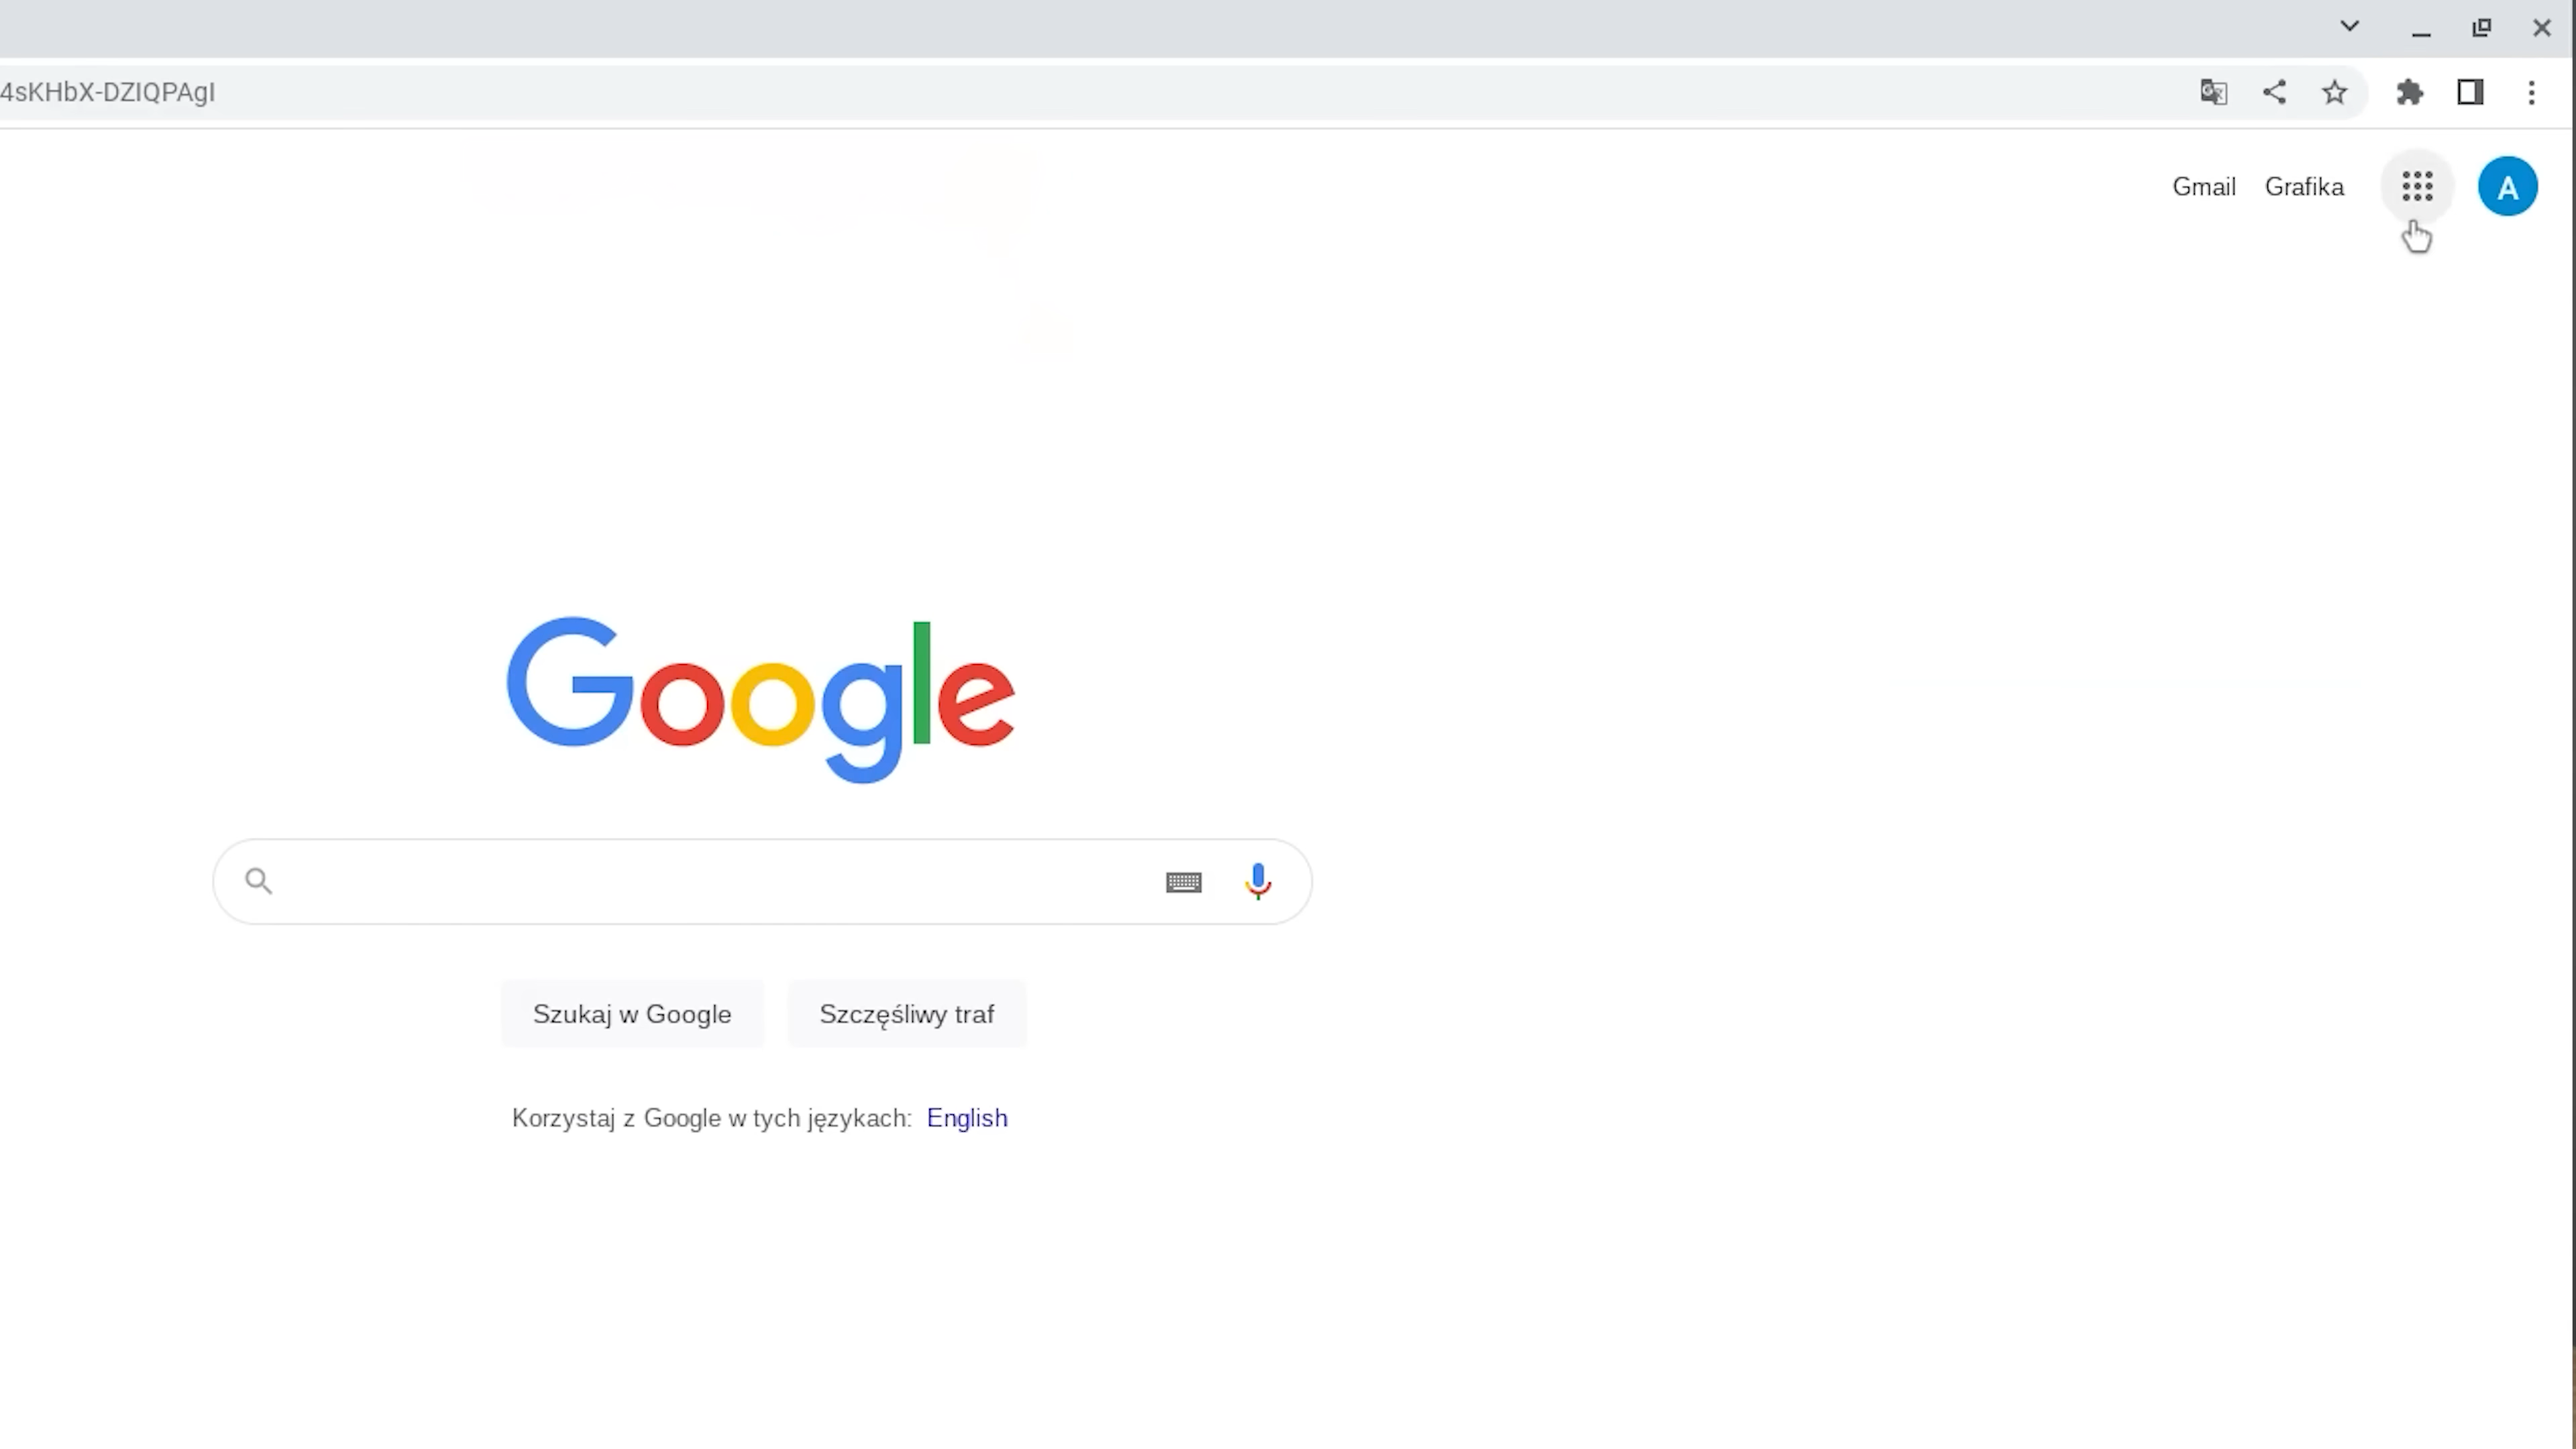 4sKHbX-DZIQPAgI
Gmail Grafika A
Google
Szukaj w Google Szczęśliwy traf
Korzystaj z Google w tych językach: English